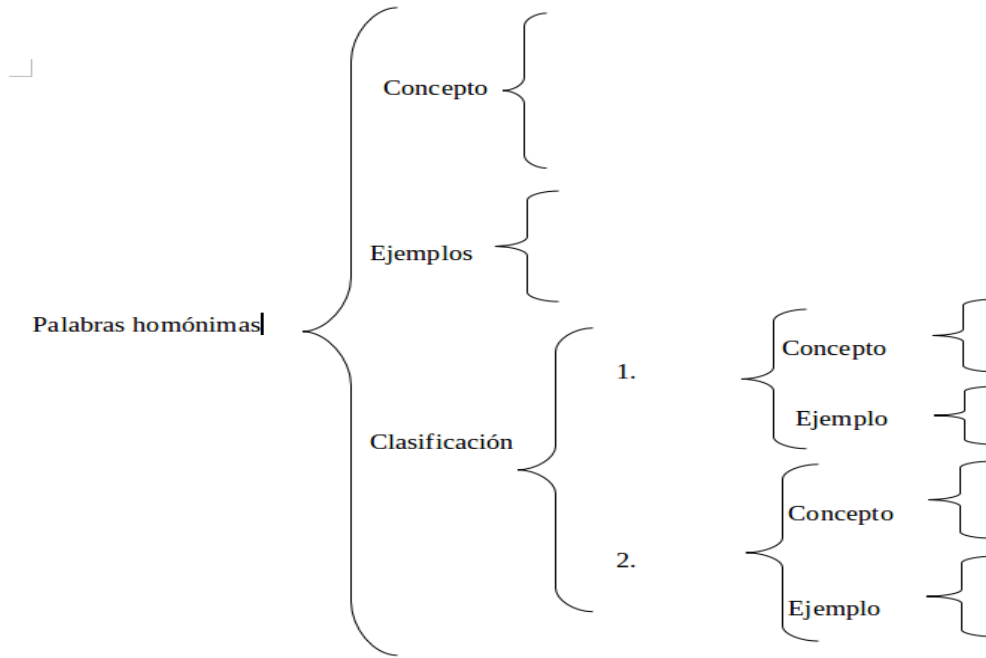 Concepto
Ejemplos
Palabras homónimas
Clasificación
1.
Concepto
Ejemplo
2.
Concepto
Ejemplo